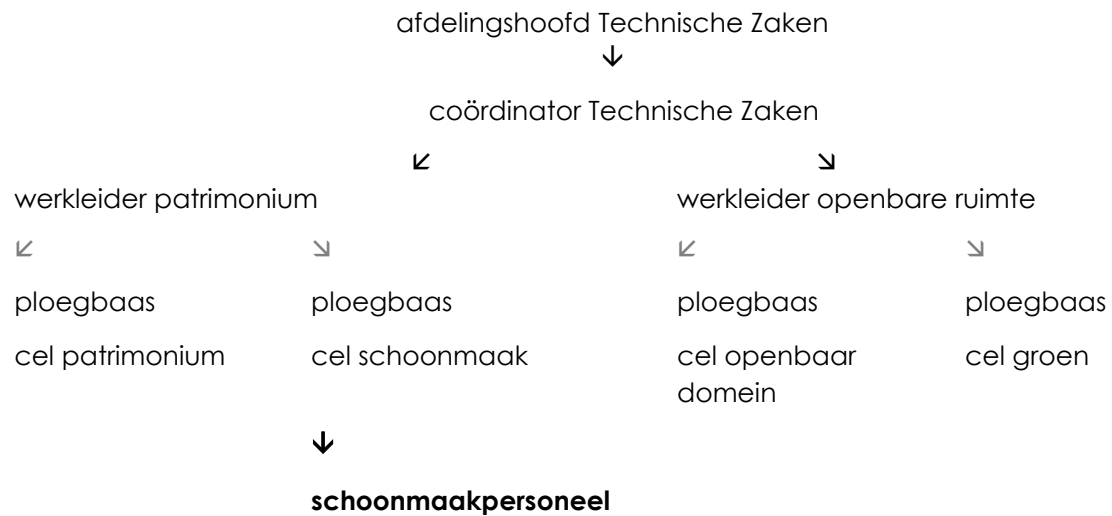 afdelingshoofd Technische Zaken
↓
coördinator Technische Zaken
↙ ↘
werkleider patrimonium werkleider openbare ruimte
↙ ↘ ↙ ↘
ploegbaas ploegbaas ploegbaas ploegbaas
cel patrimonium cel schoonmaak cel openbaar domein cel groen
↓
schoonmaakpersoneel